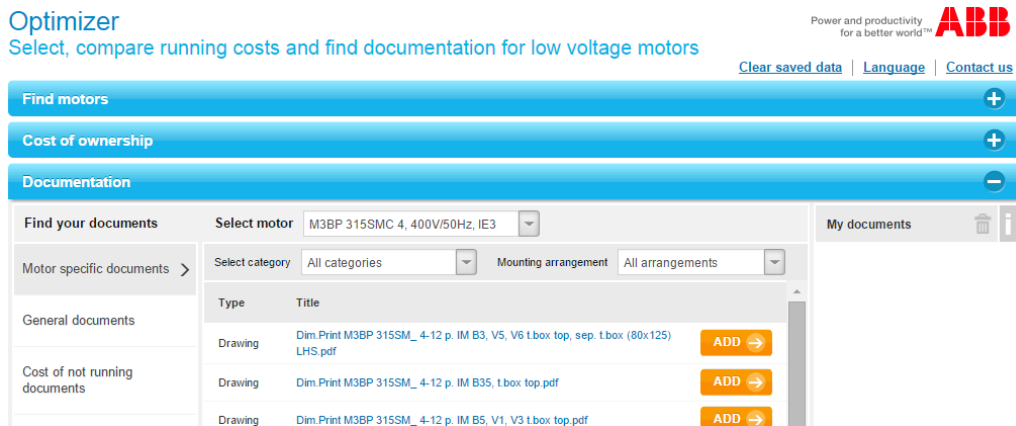 Optimizer
Select, compare running costs and find documentation for low voltage motors
Power and productivity
for a better world™
ABB
Clear saved data | Language | Contact us
Find motors
Cost of ownership
Documentation
Find your documents
Select motor M3BP 315SMC 4, 400V/50Hz, IE3
My documents
Motor specific documents
Select category All categories Mounting arrangement All arrangements
Type Title
General documents
Drawing Dim.Print M3BP 315SM_ 4-12 p. IM B3, V5, V6 t.box top, sep. t.box (80x125)
LHS.pdf
ADD
Cost of not running
documents
Drawing Dim.Print M3BP 315SM_ 4-12 p. IM B35, t.box top.pdf ADD
Drawing Dim.Print M3BP 315SM_ 4-12 p. IM B5, V1, V3 t.box top.pdf ADD